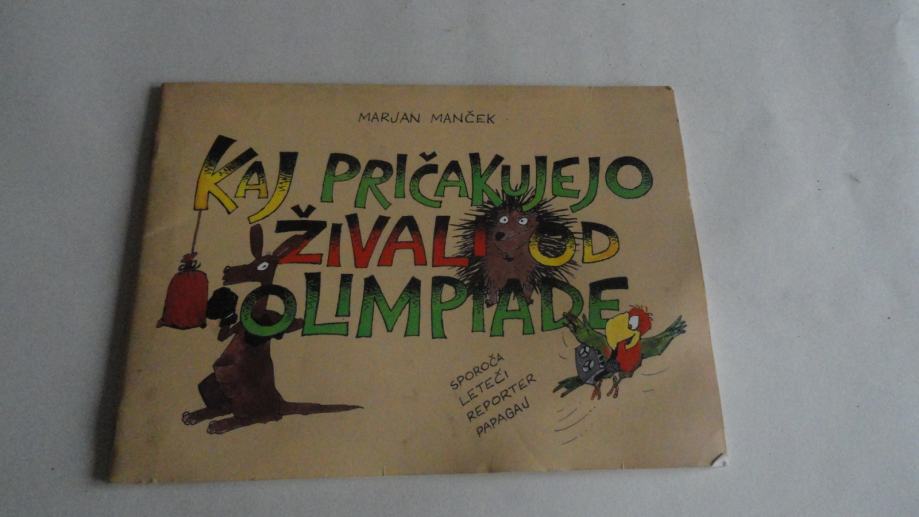 MARJAN MANČEK
KAJ PRIČAKUJEJO
ŽIVALI OD
OLIMPIADE
SPOROČA
LETEČI
REPORTER
PAPAGAJ